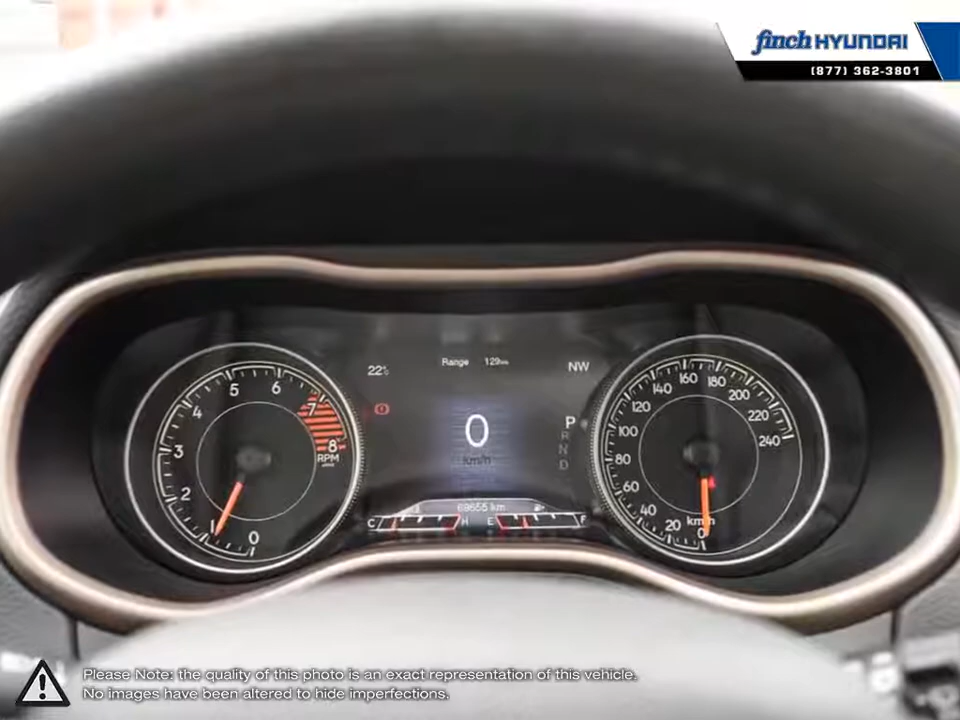 finch HYUNDAI
(877) 362-3801
22°c Range 129km NW
0
km/h
P
R
N
D
0 1 2 3 4 5 6 7 8
RPM
0 20 40 60 80 100 120 140 160 180 200 220 240
km/h
69655 km
C H E F
Please Note: the quality of this photo is an exact representation of this vehicle.
No images have been altered to hide imperfections.